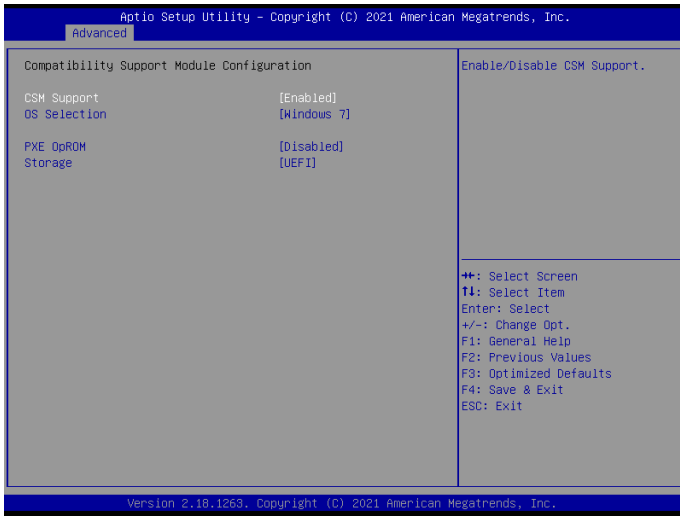 Aptio Setup Utility – Copyright (C) 2021 American Megatrends, Inc.
Advanced
Compatibility Support Module Configuration
Enable/Disable CSM Support.
CSM Support [Enabled]
OS Selection [Windows 7]
PXE OpROM [Disabled]
Storage [UEFI]
→←: Select Screen
↑↓: Select Item
Enter: Select
+/-: Change Opt.
F1: General Help
F2: Previous Values
F3: Optimized Defaults
F4: Save & Exit
ESC: Exit
Version 2.18.1263. Copyright (C) 2021 American Megatrends, Inc.